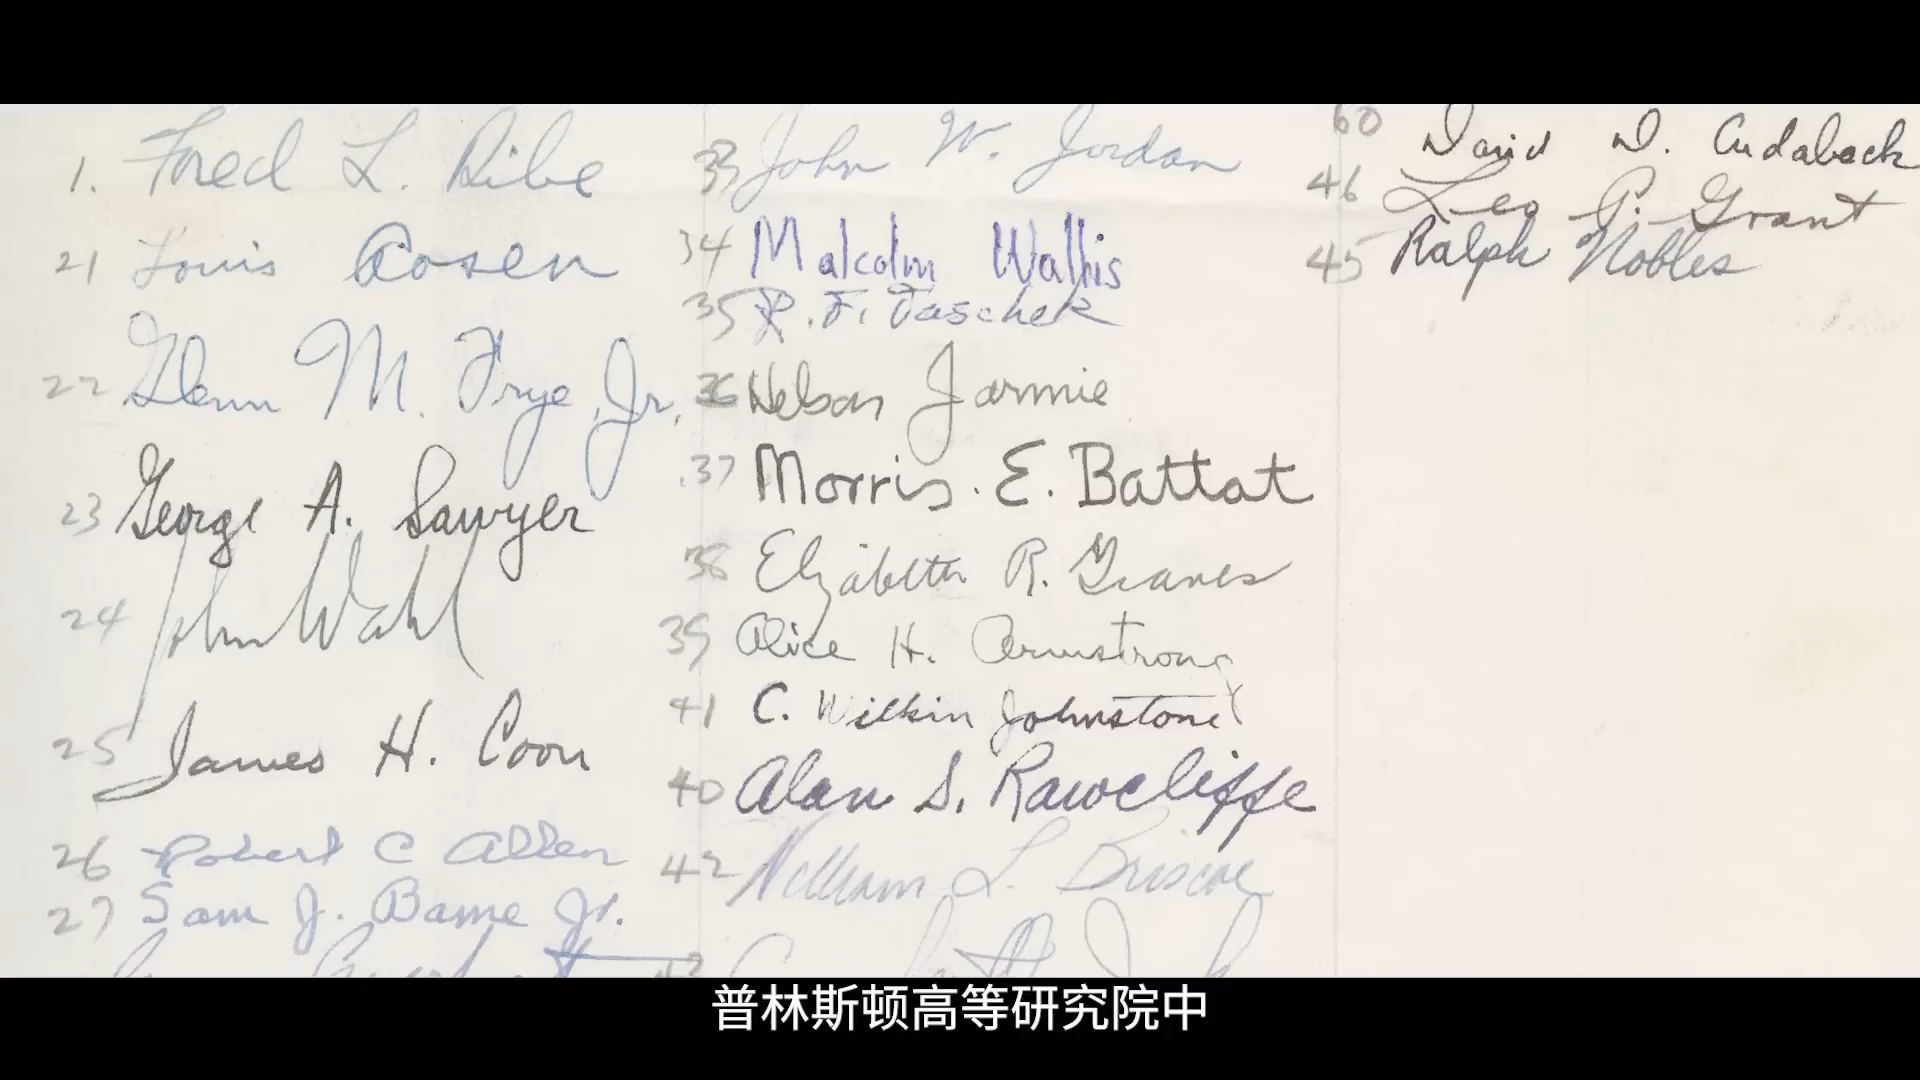 1. Fred L. Ribe
21 Louis Rosen
22 Glenn M. Frye, Jr.
23 George A. Sawyer
24 John Wahl
25 James H. Coon
26 Robert C Allen
27 Sam J. Bame Jr.
33 John W. Jordan
34 Malcolm Wallis
35 R. F. Taschek
36 Nelson Jarmie
37 Morris. E. Battat
38 Elizabeth R. Graves
39 Alice H. Armstrong
41 C. Wilkin Johnstone
40 Alan S. Rawcliffe
42 William L. Briscoe
60 David D. Cudaback
46 Leo P. Grant
45 Ralph Nobles
普林斯顿高等研究院中